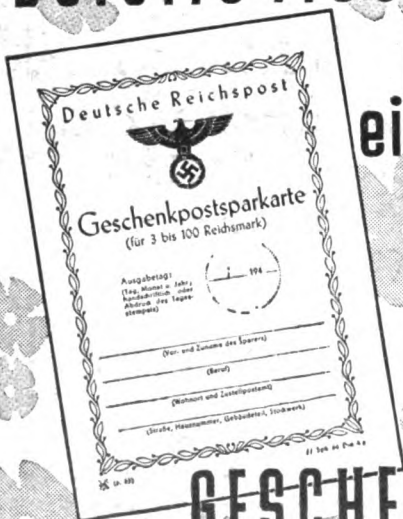 ei
Deutsche Reichspost
Geschenkpostsparkarte
(für 3 bis 100 Reichsmark)
Ausgabetag:
(Tag, Monat u. Jahr,
handschriftlich oder
Abdruck des Tages-
stempels)
194
(Vor- und Zuname des Sparers)
(Beruf)
(Wohnort und Zustellpostamt)
(Straße, Hausnummer, Gebäudeteil, Stockwerk)
GESCHE